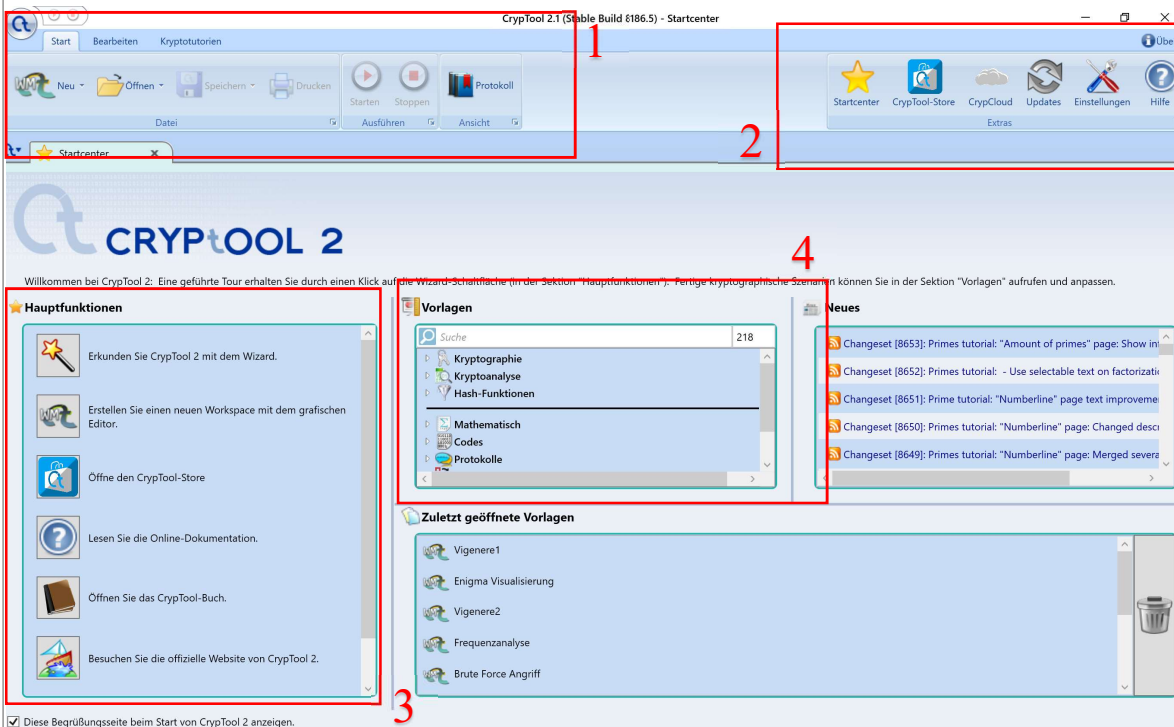 CrypTool 2.1 (Stable Build 8186.5) - Startcenter
1
Start Bearbeiten Kryptotutorien
Übe
Neu Öffnen Speichern Drucken Starten Stoppen Protokoll
Startcenter CrypTool-Store CrypCloud Updates Einstellungen Hilfe
Datei Ausführen Ansicht Extras
2
Startcenter
CRYPtOOL 2
4
Willkommen bei CrypTool 2: Eine geführte Tour erhalten Sie durch einen Klick auf die Wizard-Schaltfläche (in der Sektion "Hauptfunktionen"). Fertige kryptographische Szenarien können Sie in der Sektion "Vorlagen" aufrufen und anpassen.
Hauptfunktionen
Erkunden Sie CrypTool 2 mit dem Wizard.
Erstellen Sie einen neuen Workspace mit dem grafischen
Editor.
Öffne den CrypTool-Store
Lesen Sie die Online-Dokumentation.
Öffnen Sie das CrypTool-Buch.
Besuchen Sie die offizielle Website von CrypTool 2.
Vorlagen
Suche 218
Kryptographie
Kryptoanalyse
Hash-Funktionen
Mathematisch
Codes
Protokolle
Neues
Changeset [8653]: Primes tutorial: "Amount of primes" page: Show in
Changeset [8652]: Primes tutorial: - Use selectable text on factorizatio
Changeset [8651]: Prime tutorial: "Numberline" page text improveme
Changeset [8650]: Primes tutorial: "Numberline" page: Changed descr
Changeset [8649]: Primes tutorial: "Numberline" page: Merged severa
Zuletzt geöffnete Vorlagen
Vigenere1
Enigma Visualisierung
Vigenere2
Frequenzanalyse
Brute Force Angriff
3
Diese Begrüßungsseite beim Start von CrypTool 2 anzeigen.